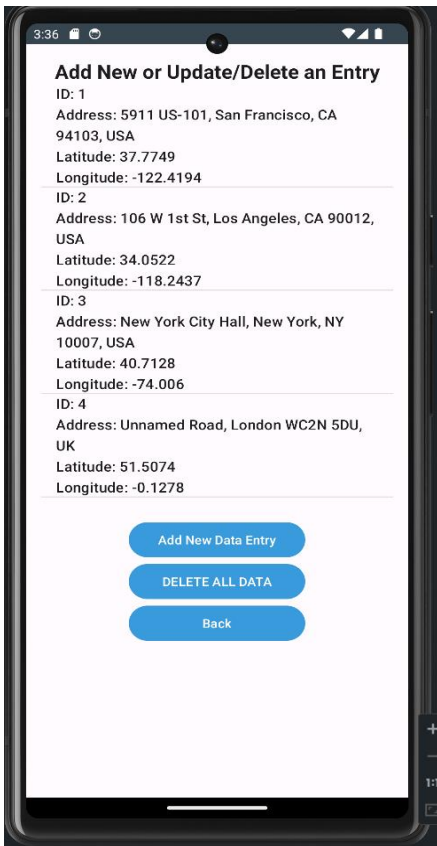 3:36
Add New or Update/Delete an Entry
ID: 1
Address: 5911 US-101, San Francisco, CA
94103, USA
Latitude: 37.7749
Longitude: -122.4194
ID: 2
Address: 106 W 1st St, Los Angeles, CA 90012,
USA
Latitude: 34.0522
Longitude: -118.2437
ID: 3
Address: New York City Hall, New York, NY
10007, USA
Latitude: 40.7128
Longitude: -74.006
ID: 4
Address: Unnamed Road, London WC2N 5DU,
UK
Latitude: 51.5074
Longitude: -0.1278
Add New Data Entry
DELETE ALL DATA
Back